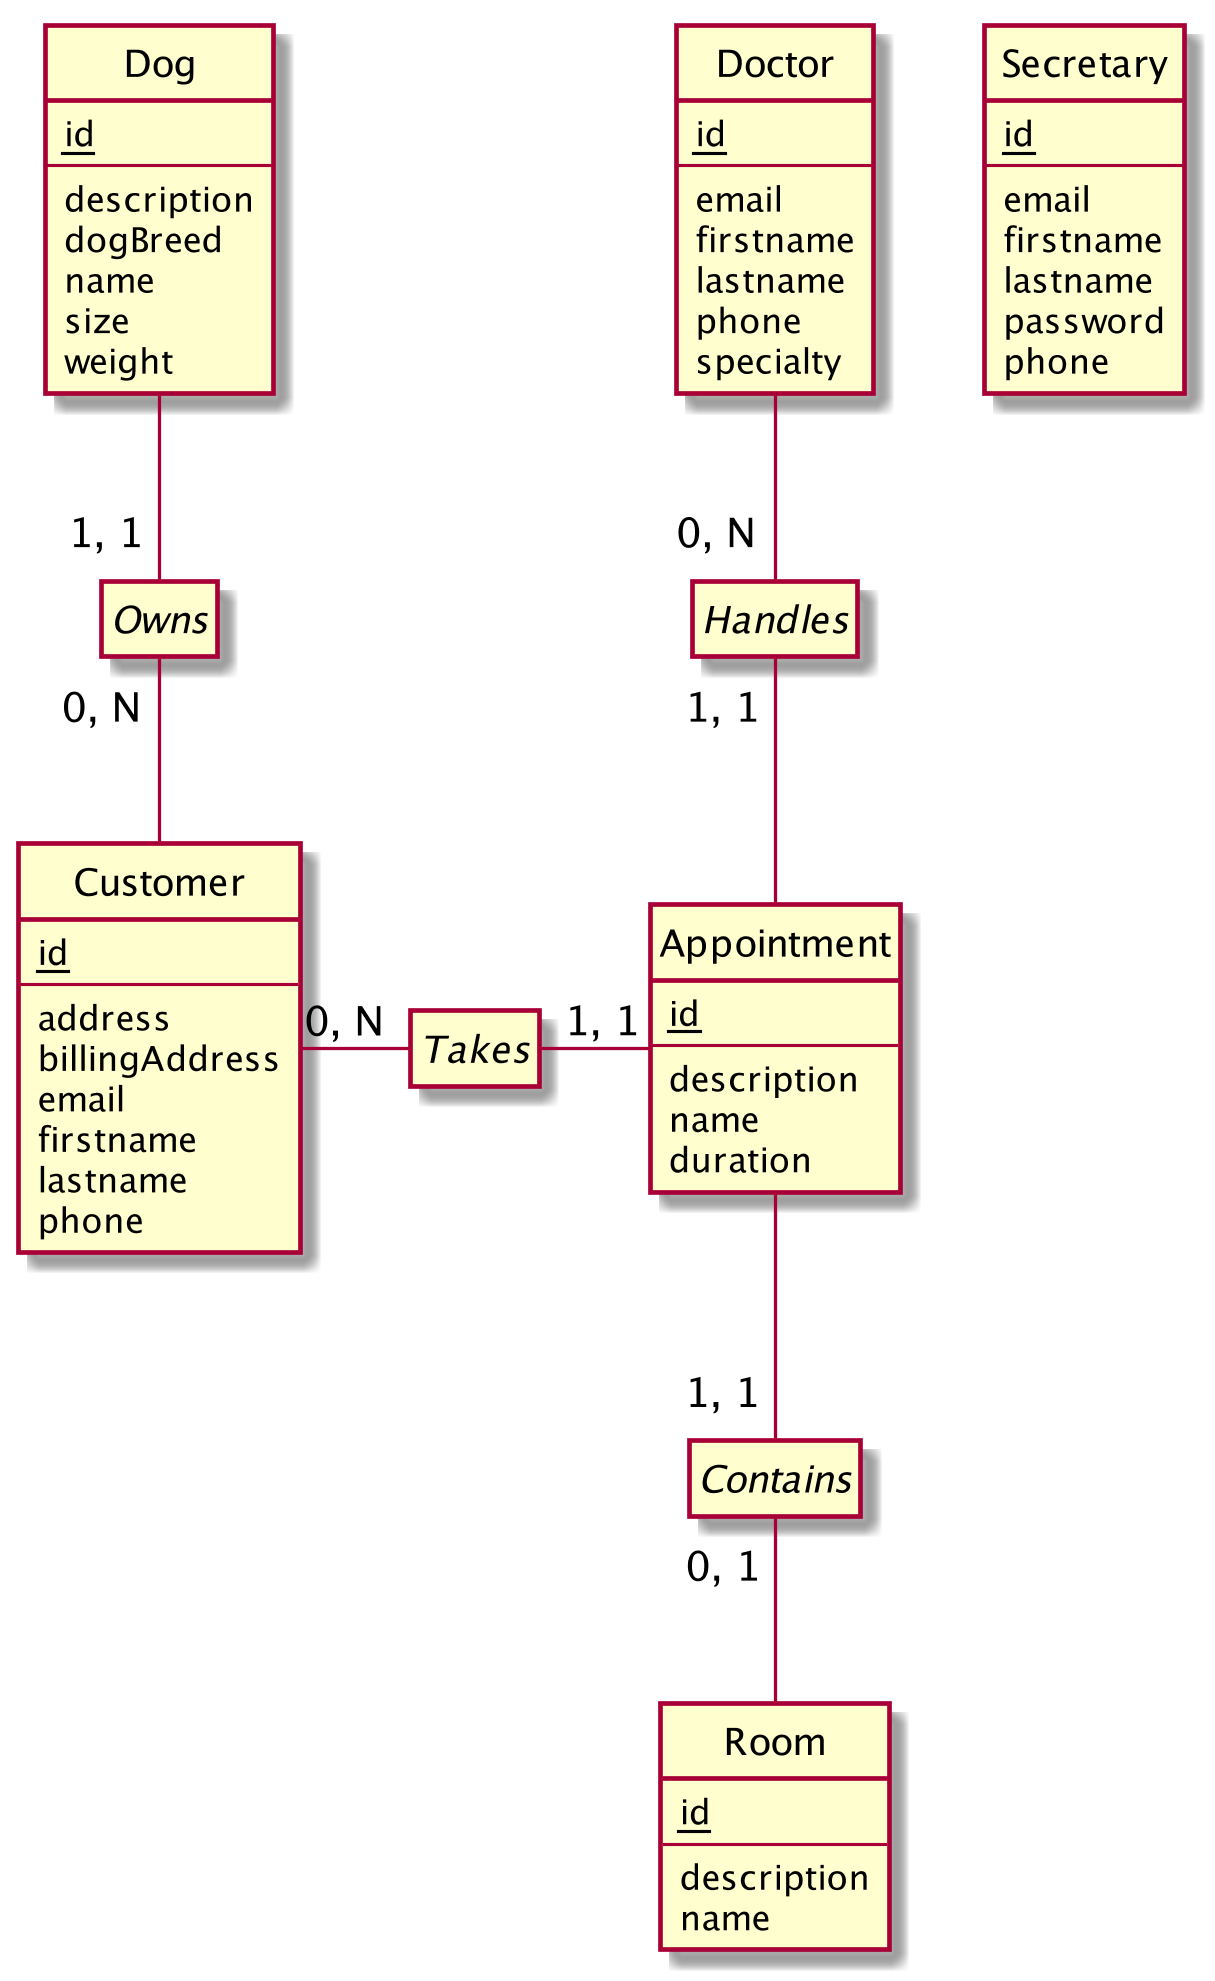 Dog
id
description
dogBreed
name
size
weight
Doctor
id
email
firstname
lastname
phone
specialty
Secretary
id
email
firstname
lastname
password
phone
1, 1
Owns
0, N
0, N
Handles
1, 1
Customer
id
address
billingAddress
email
firstname
lastname
phone
0, N
Takes
1, 1
Appointment
id
description
name
duration
1, 1
Contains
0, 1
Room
id
description
name